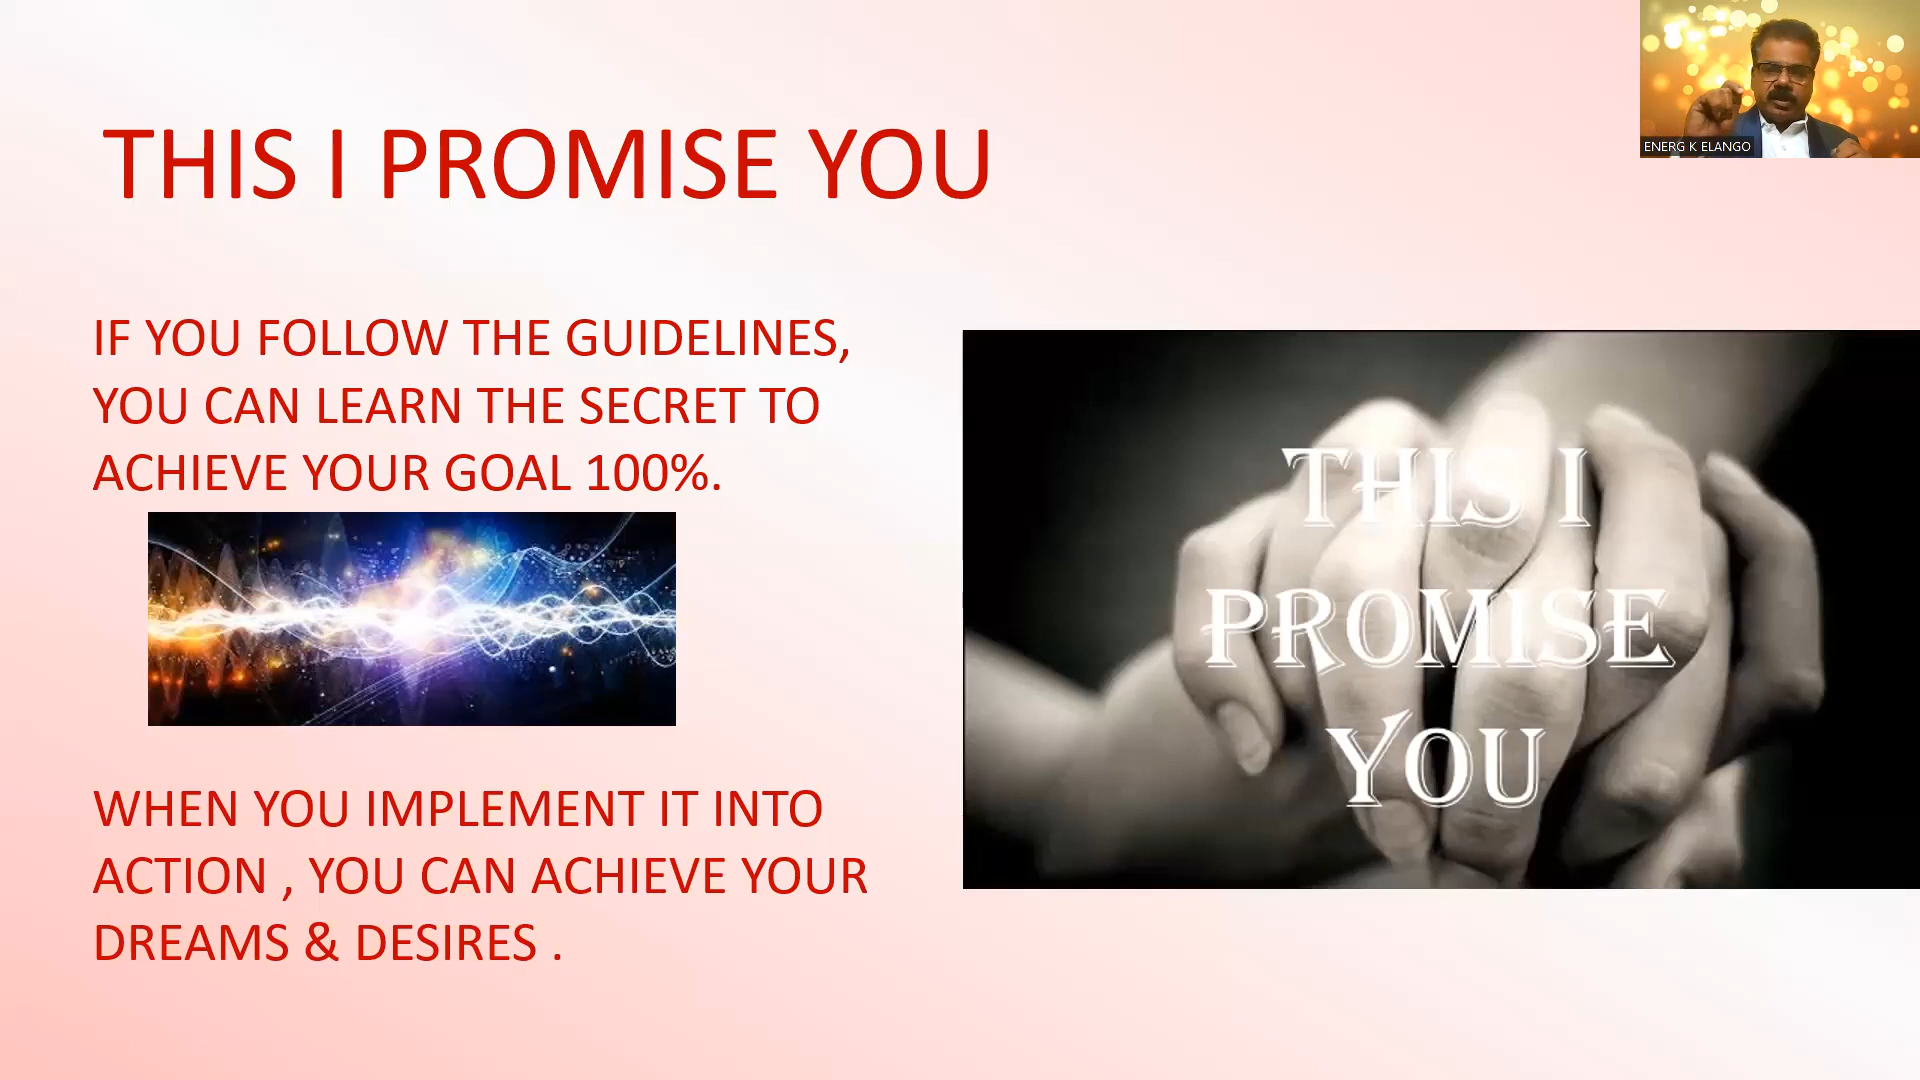 THIS I PROMISE YOU
ENERG K ELANGO
IF YOU FOLLOW THE GUIDELINES,
YOU CAN LEARN THE SECRET TO
ACHIEVE YOUR GOAL 100%.
WHEN YOU IMPLEMENT IT INTO
ACTION , YOU CAN ACHIEVE YOUR
DREAMS & DESIRES .
THIS I
PROMISE
YOU